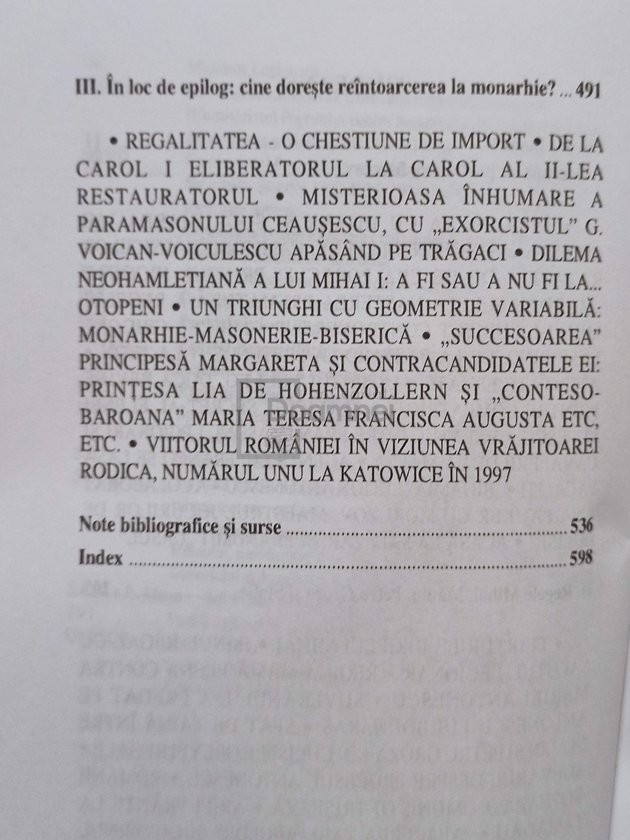 III. În loc de epilog: cine dorește reîntoarcerea la monarhie? ... 491
• REGALITATEA - O CHESTIUNE DE IMPORT • DE LA
CAROL I ELIBERATORUL LA CAROL AL II-LEA
RESTAURATORUL • MISTERIOASA ÎNHUMARE A
PARAMASONULUI CEAUȘESCU, CU „EXORCISTUL” G.
VOICAN-VOICULESCU APĂSÂND PE TRĂGACI • DILEMA
NEOHAMLETIANĂ A LUI MIHAI I: A FI SAU A NU FI LA...
OTOPENI • UN TRIUNGHI CU GEOMETRIE VARIABILĂ:
MONARHIE-MASONERIE-BISERICĂ • „SUCCESOAREA”
PRINCIPESĂ MARGARETA ȘI CONTRACANDIDATELE EI:
PRINȚESA LIA DE HOHENZOLLERN ȘI „CONTESO-
BAROANA” MARIA TERESA FRANCISCA AUGUSTA ETC,
ETC. • VIITORUL ROMÂNIEI ÎN VIZIUNEA VRĂJITOAREI
RODICA, NUMĂRUL UNU LA KATOWICE ÎN 1997
Note bibliografice și surse ........................ 536
Index ........................ 598